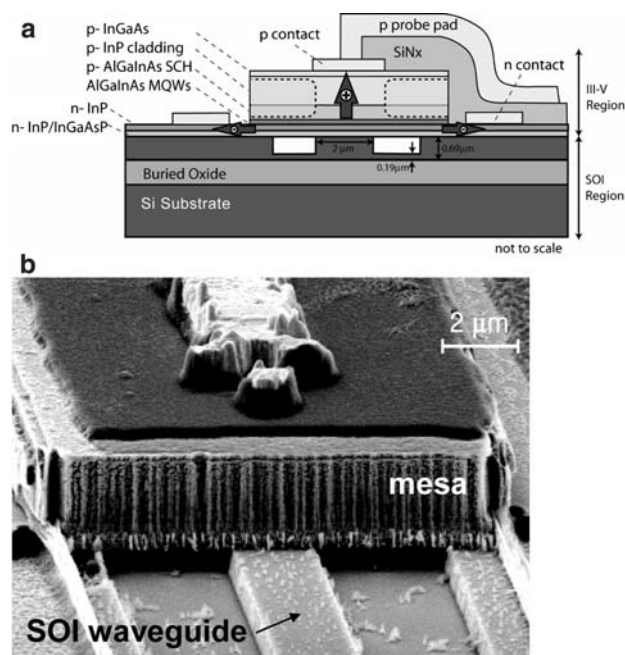 a
p- InGaAs
p- InP cladding
p- AlGaInAs SCH
AlGaInAs MQWs
n- InP
n- InP/InGaAsP
p contact
p probe pad
SiNx
n contact
III-V
Region
2 µm
0.69µm
0.19µm
Buried Oxide
Si Substrate
SOI
Region
not to scale
b
2 µm
mesa
SOI waveguide